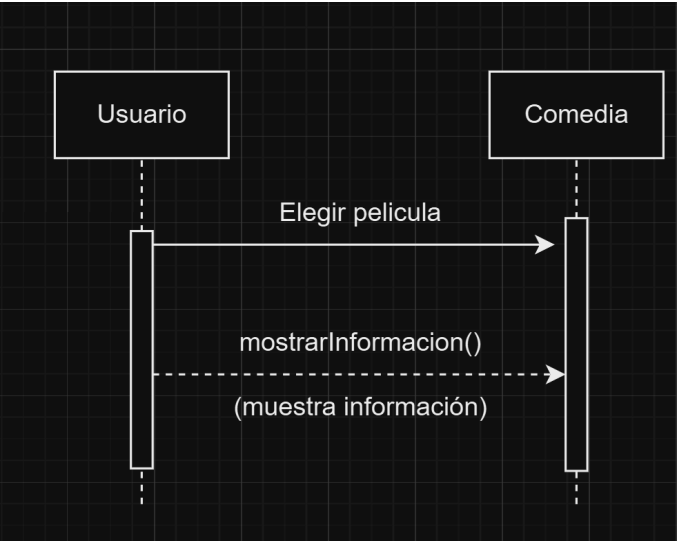 Usuario
Comedia
Elegir pelicula
mostrarInformacion()
(muestra información)